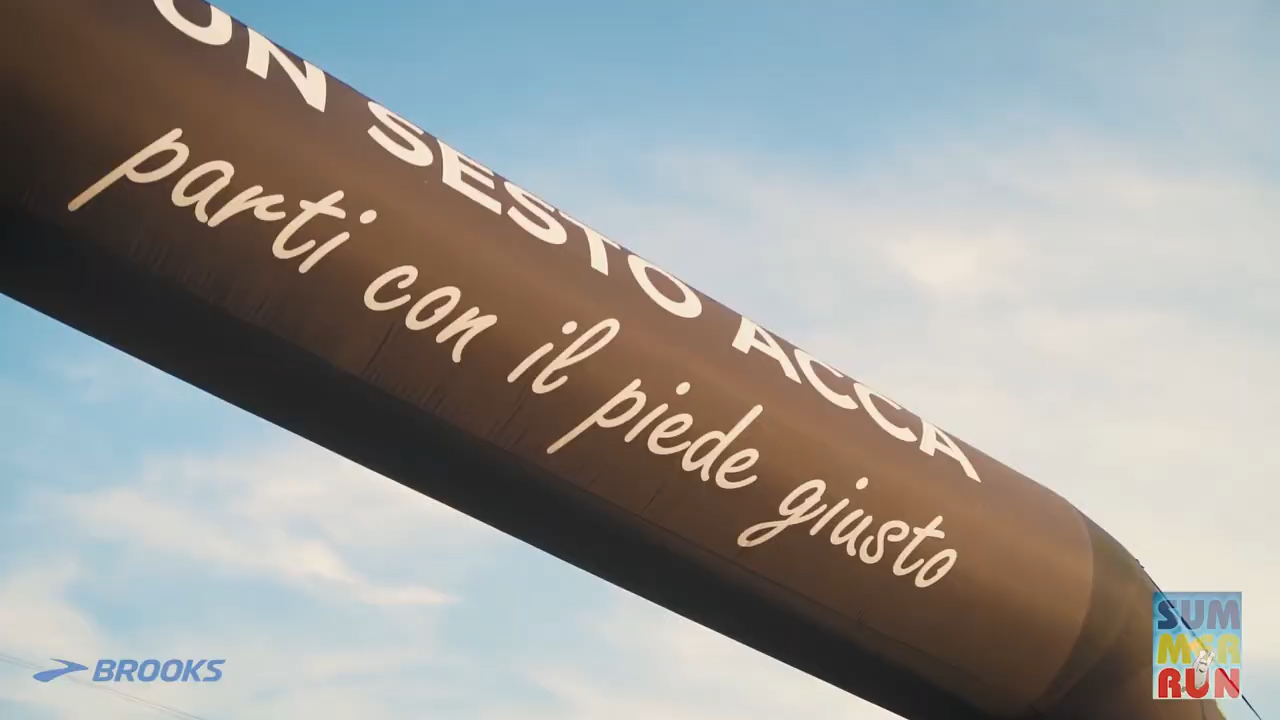 ON SESTO ACCA
parti con il piede giusto
BROOKS
SUM
MER
RUN